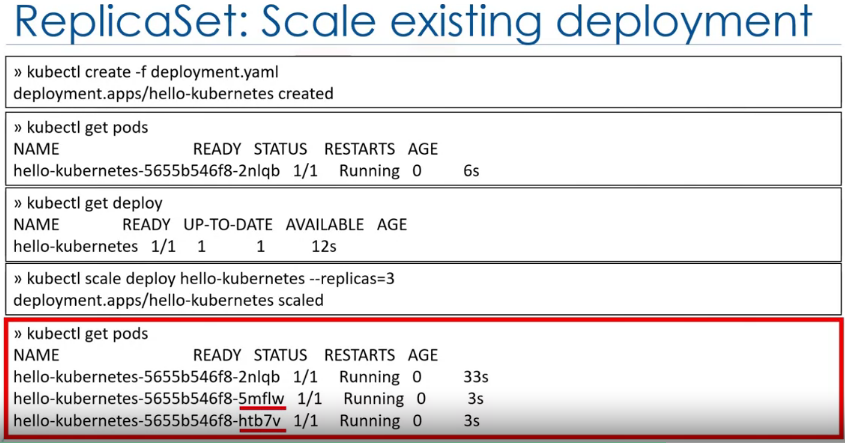 ReplicaSet: Scale existing deployment
» kubectl create -f deployment.yaml
deployment.apps/hello-kubernetes created
» kubectl get pods
NAME READY STATUS RESTARTS AGE
hello-kubernetes-5655b546f8-2nlqb 1/1 Running 0 6s
» kubectl get deploy
NAME READY UP-TO-DATE AVAILABLE AGE
hello-kubernetes 1/1 1 1 12s
» kubectl scale deploy hello-kubernetes --replicas=3
deployment.apps/hello-kubernetes scaled
» kubectl get pods
NAME READY STATUS RESTARTS AGE
hello-kubernetes-5655b546f8-2nlqb 1/1 Running 0 33s
hello-kubernetes-5655b546f8-5mflw 1/1 Running 0 3s
hello-kubernetes-5655b546f8-htb7v 1/1 Running 0 3s